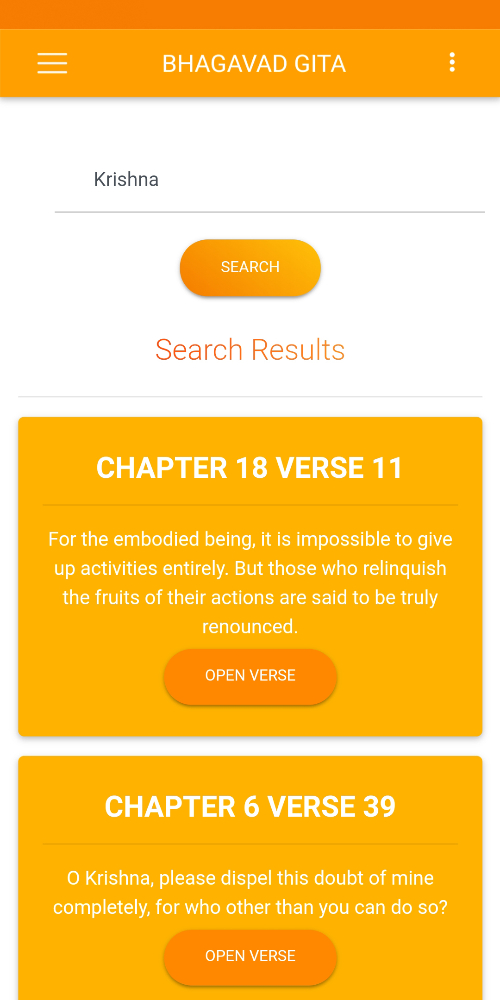 BHAGAVAD GITA
Krishna
SEARCH
Search Results
CHAPTER 18 VERSE 11
For the embodied being, it is impossible to give
up activities entirely. But those who relinquish
the fruits of their actions are said to be truly
renounced.
OPEN VERSE
CHAPTER 6 VERSE 39
O Krishna, please dispel this doubt of mine
completely, for who other than you can do so?
OPEN VERSE